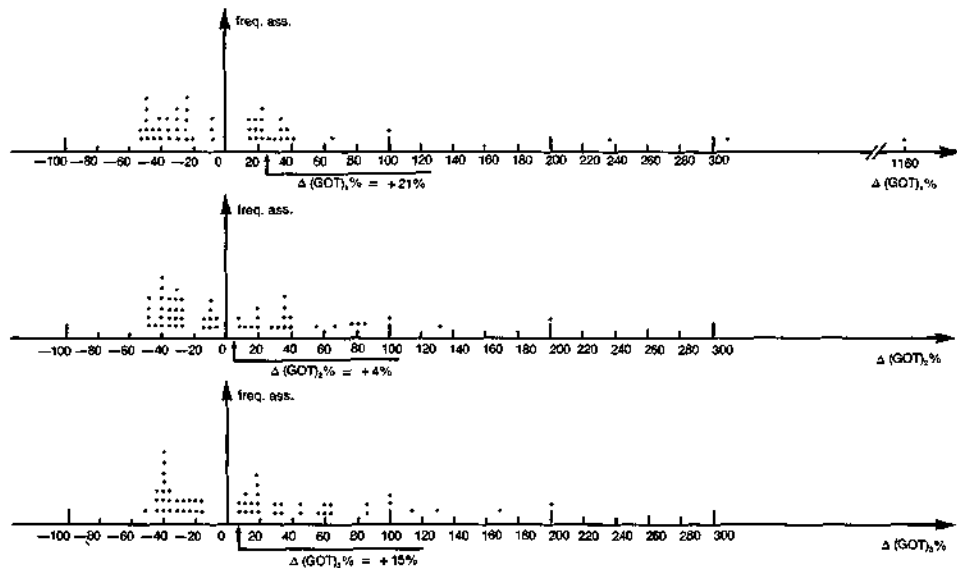 freq. ass.
—100 —80 —60 —40 —20 0 20 40 60 80 100 120 140 160 180 200 220 240 260 280 300 1160
Δ (GOT)₁% = +21%
Δ (GOT)₁%
freq. ass.
—100 —80 —60 —40 —20 0 20 40 60 80 100 120 140 160 180 200 220 240 260 280 300
Δ (GOT)₂% = +4%
Δ (GOT)₂%
freq. ass.
—100 —80 —60 —40 —20 0 20 40 60 80 100 120 140 160 180 200 220 240 260 280 300
Δ (GOT)₃% = +15%
Δ (GOT)₃%